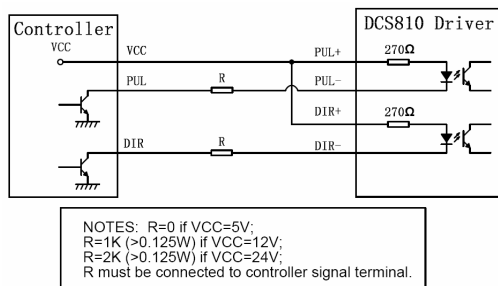 Controller
DCS810 Driver
VCC
VCC
PUL+
270Ω
PUL
R
PUL-
DIR+
270Ω
DIR
R
DIR-
NOTES: R=0 if VCC=5V;
R=1K (>0.125W) if VCC=12V;
R=2K (>0.125W) if VCC=24V;
R must be connected to controller signal terminal.